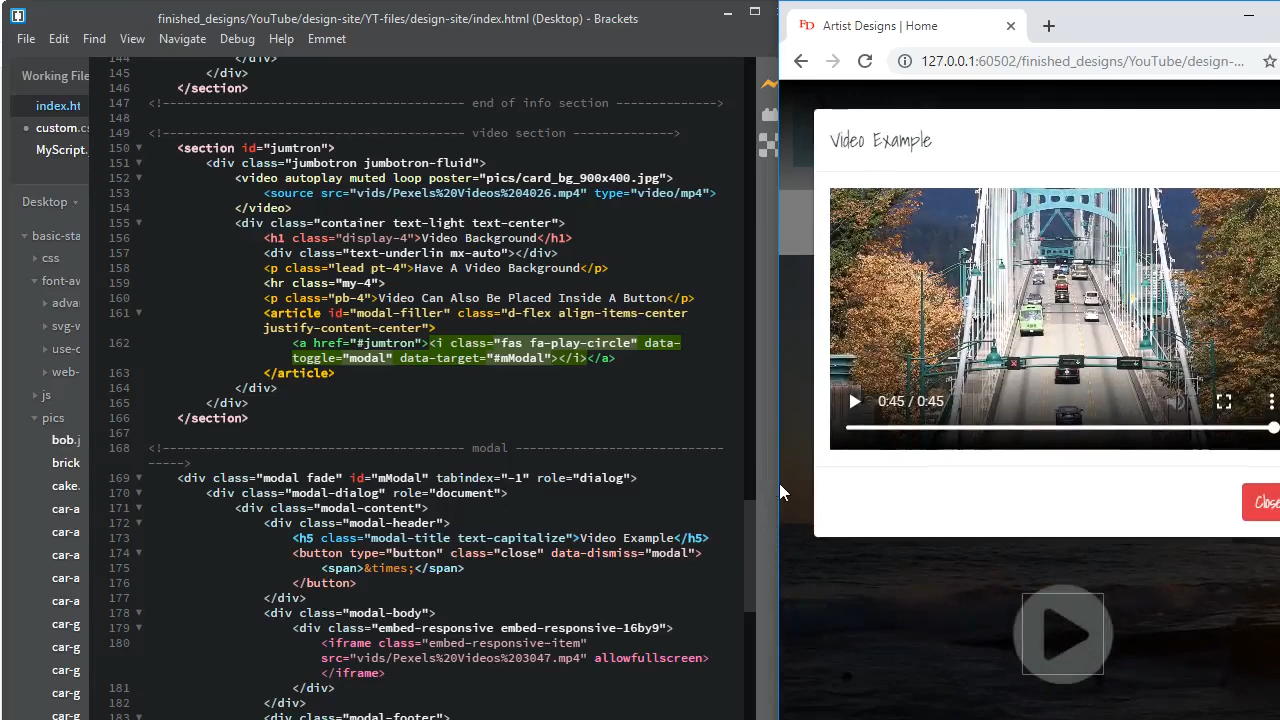 finished_designs/YouTube/design-site/YT-files/design-site/index.html (Desktop) - Brackets
File Edit Find View Navigate Debug Help Emmet
Working File
index.ht
custom.cs
MyScript.
Desktop
basic-sta
css
font-aw
advan
svg-w
use-c
web-
js
pics
bob.j
brick
cake.
car-a
car-a
car-a
car-a
car-g
car-g
car-g
144 </div>
145 </div>
146 </section>
147 <!---------------------------------------- end of info section ------------->
148
149 <!---------------------------------------- video section -------------->
150 <section id="jumtron">
151 <div class="jumbotron jumbotron-fluid">
152 <video autoplay muted loop poster="pics/card_bg_900x400.jpg">
153 <source src="vids/Pexels%20Videos%204026.mp4" type="video/mp4">
154 </video>
155 <div class="container text-light text-center">
156 <h1 class="display-4">Video Background</h1>
157 <div class="text-underlin mx-auto"></div>
158 <p class="lead pt-4">Have A Video Background</p>
159 <hr class="my-4">
160 <p class="pb-4">Video Can Also Be Placed Inside A Button</p>
161 <article id="modal-filler" class="d-flex align-items-center
justify-content-center">
162 <a href="#jumtron"><i class="fas fa-play-circle" data-
toggle="modal" data-target="#mModal"></i></a>
163 </article>
164 </div>
165 </div>
166 </section>
167
168 <!---------------------------------------- modal -----------------------------
----->
169 <div class="modal fade" id="mModal" tabindex="-1" role="dialog">
170 <div class="modal-dialog" role="document">
171 <div class="modal-content">
172 <div class="modal-header">
173 <h5 class="modal-title text-capitalize">Video Example</h5>
174 <button type="button" class="close" data-dismiss="modal">
175 <span>&times;</span>
176 </button>
177 </div>
178 <div class="modal-body">
179 <div class="embed-responsive embed-responsive-16by9">
180 <iframe class="embed-responsive-item"
src="vids/Pexels%20Videos%203047.mp4" allowfullscreen>
</iframe>
181 </div>
182 </div>
183 <div class="modal-footer">
FD Artist Designs | Home
127.0.0.1:60502/finished_designs/YouTube/design-...
Video Example
0:45 / 0:45
Close